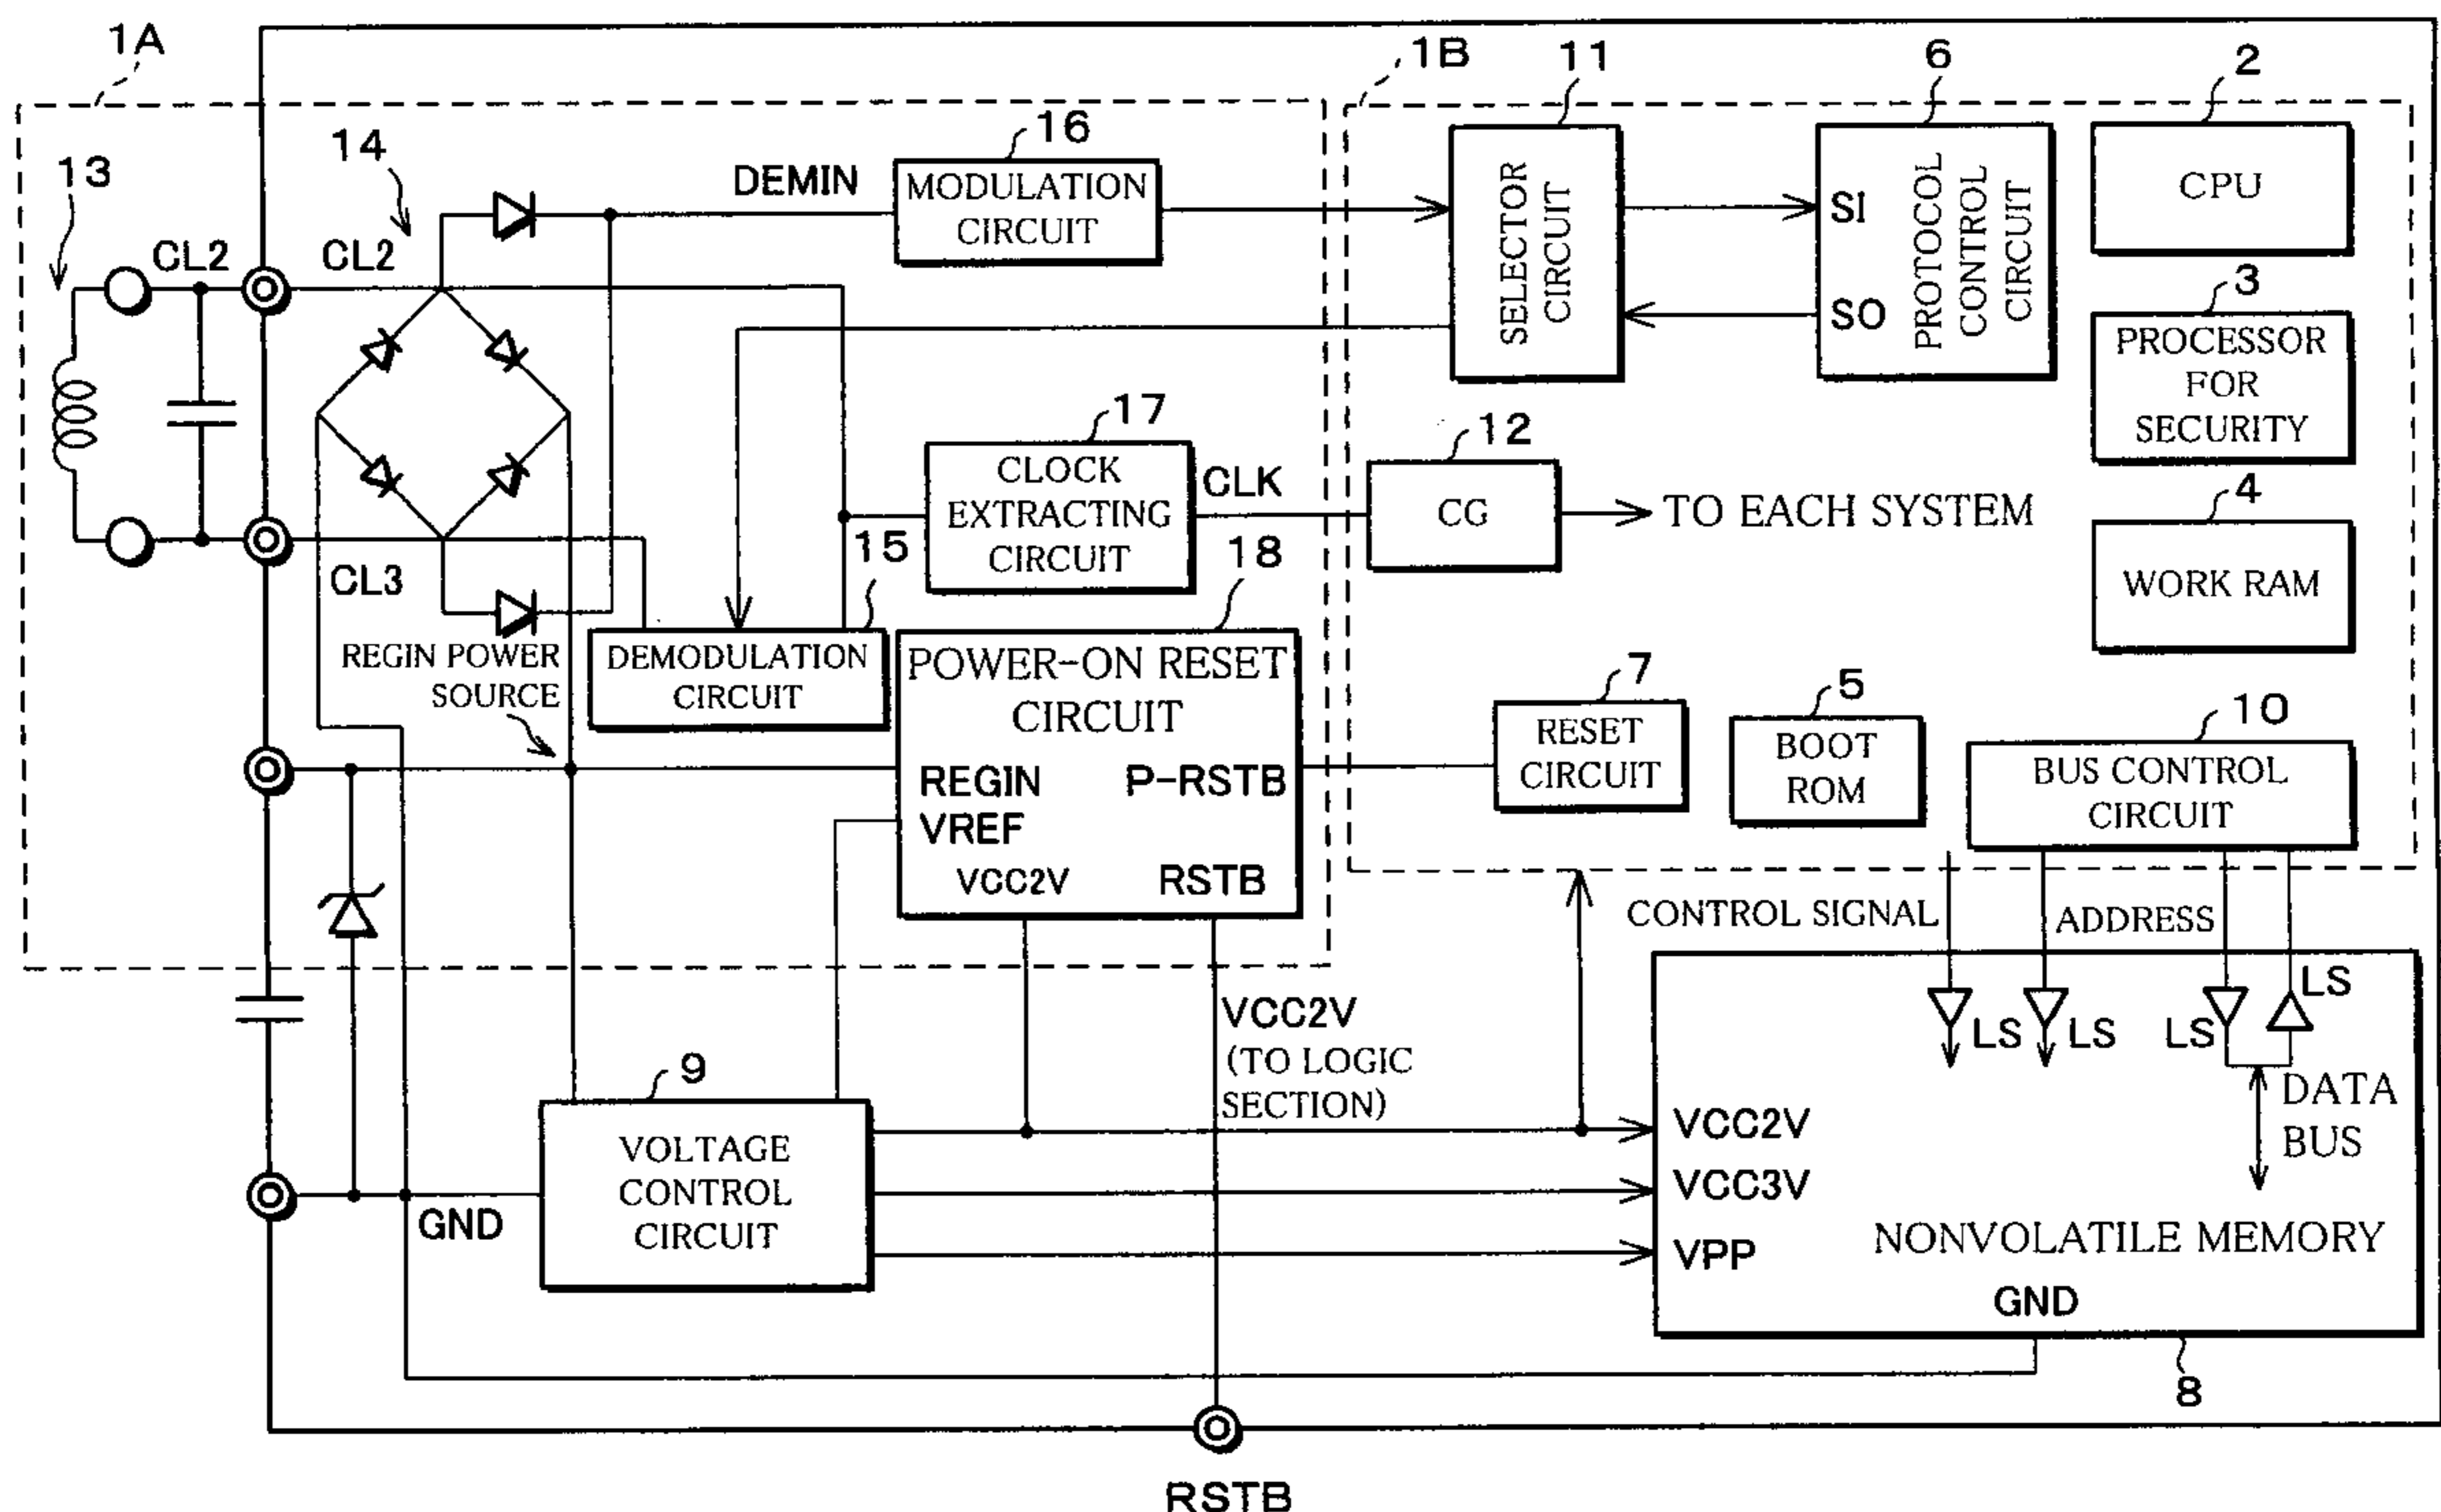 1A
1B
11
6
2
16
14
13
DEMIN
MODULATION
CIRCUIT
SELECTOR
CIRCUIT
SI
SO
PROTOCOL
CONTROL
CIRCUIT
CPU
CL2
CL2
3
PROCESSOR
FOR
SECURITY
17
CLOCK
EXTRACTING
CIRCUIT
CLK
12
CG
TO EACH SYSTEM
4
WORK RAM
CL3
15
18
REGIN POWER
SOURCE
DEMODULATION
CIRCUIT
POWER-ON RESET
CIRCUIT
REGIN
P-RSTB
VREF
VCC2V
RSTB
7
RESET
CIRCUIT
5
BOOT
ROM
10
BUS CONTROL
CIRCUIT
CONTROL SIGNAL
ADDRESS
LS
LS
LS
LS
VCC2V
(TO LOGIC
SECTION)
DATA
BUS
9
VOLTAGE
CONTROL
CIRCUIT
GND
VCC2V
VCC3V
VPP
NONVOLATILE MEMORY
GND
8
RSTB